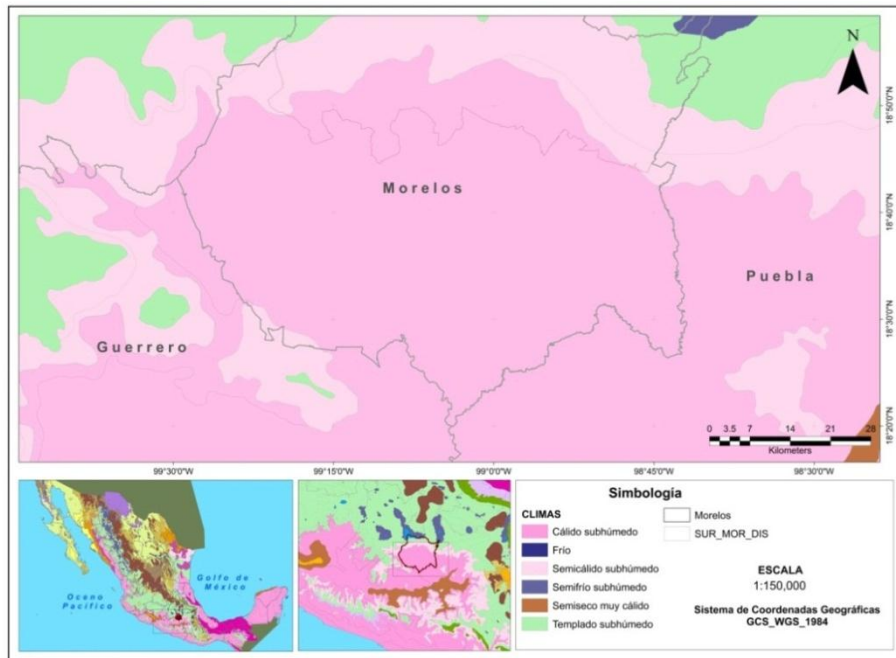 N
18°50'0"N
Morelos
18°40'0"N
Puebla
18°30'0"N
Guerrero
18°20'0"N
0 3.5 7 14 21 28
Kilometers
99°30'0"W 99°15'0"W 99°0'0"W 98°45'0"W 98°30'0"W
Golfo de
México
Oceno
Pacífico
Simbología
CLIMAS
Cálido subhúmedo
Frío
Semicálido subhúmedo
Semifrío subhúmedo
Semiseco muy cálido
Templado subhúmedo
Morelos
SUR_MOR_DIS
ESCALA
1:150,000
Sistema de Coordenadas Geográficas
GCS_WGS_1984